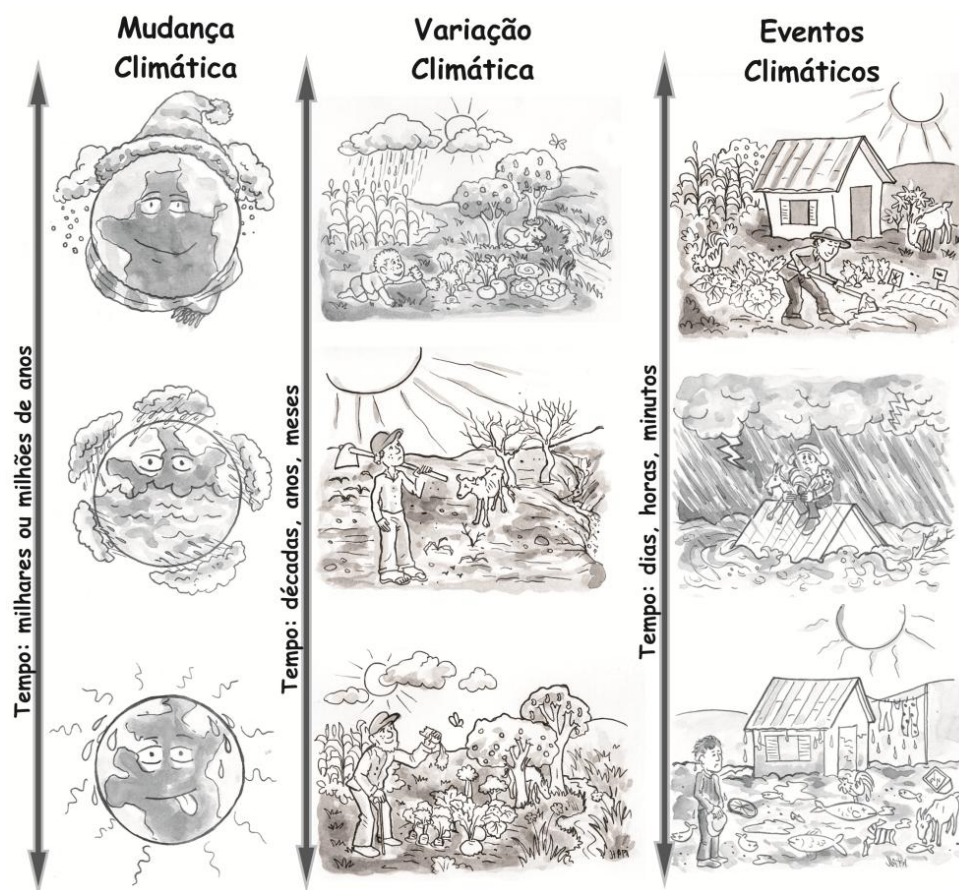 Mudança
Climática
Variação
Climática
Eventos
Climáticos
Tempo: milhares ou milhões de anos
Tempo: décadas, anos, meses
Tempo: dias, horas, minutos